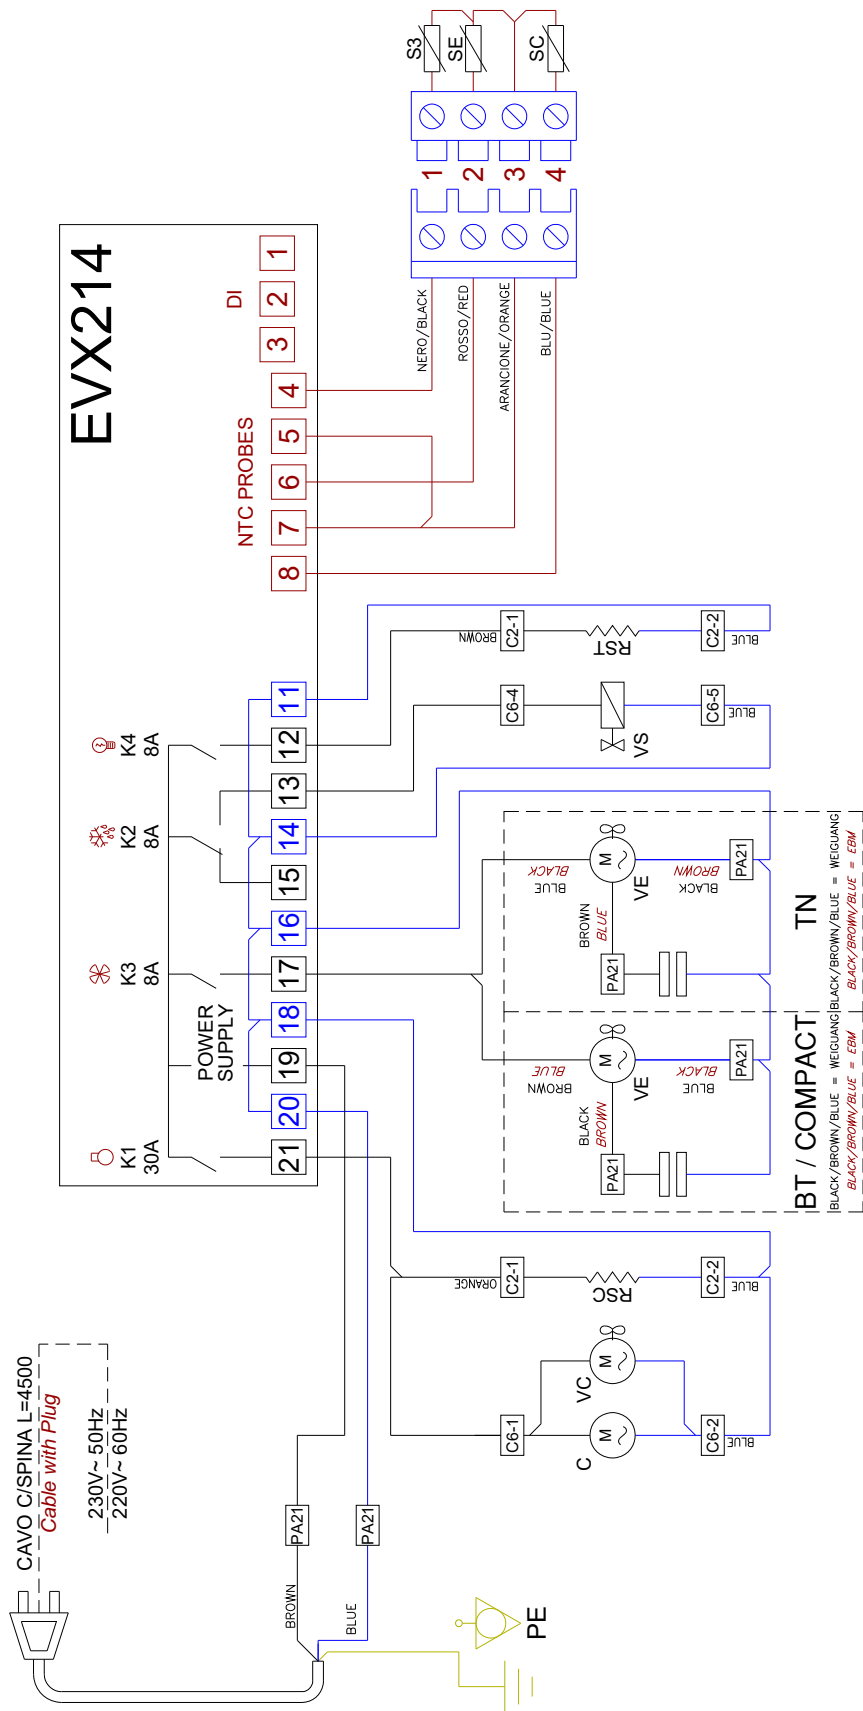 CAVO C/SPINA L=4500
Cable with Plug
230V~ 50Hz
220V~ 60Hz
BROWN
BLUE
PA21
PA21
PE
EVX214
K1
30A
K3
8A
K2
8A
K4
8A
POWER
SUPPLY
NTC PROBES
DI
21
20
19
18
17
16
15
14
13
12
11
8
7
6
5
4
3
2
1
NERO/BLACK
ROSSO/RED
ARANCIONE/ORANGE
BLU/BLUE
1
2
3
4
S3
SE
SC
C6-1
C
M
VC
M
C6-2
BLUE
ORANGE
C2-1
RSC
C2-2
BLUE
PA21
BLACK
BROWN
BROWN
BLUE
M
VE
BLUE
BLACK
PA21
BT / COMPACT
BLACK/BROWN/BLUE = WEIGUANG
BLACK/BROWN/BLUE = EBM
PA21
BROWN
BLUE
BLUE
BLACK
M
VE
BLACK
BROWN
PA21
TN
BLACK/BROWN/BLUE = WEIGUANG
BLACK/BROWN/BLUE = EBM
C6-4
VS
C6-5
BLUE
BROWN
C2-1
RST
C2-2
BLUE